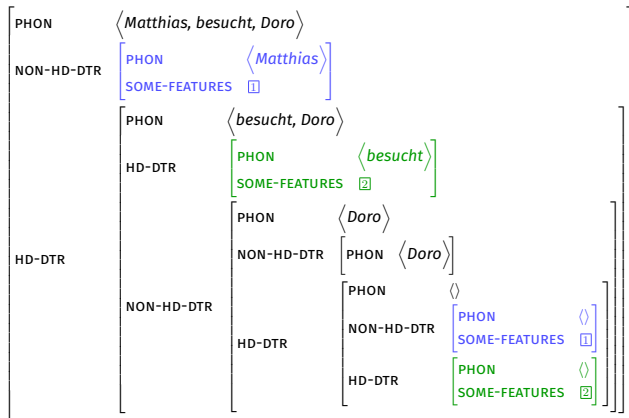 PHON ⟨Matthias, besucht, Doro⟩
NON-HD-DTR PHON ⟨Matthias⟩
SOME-FEATURES 1
PHON ⟨besucht, Doro⟩
HD-DTR PHON ⟨besucht⟩
SOME-FEATURES 2
PHON ⟨Doro⟩
HD-DTR NON-HD-DTR NON-HD-DTR PHON ⟨Doro⟩
PHON ⟨⟩
HD-DTR NON-HD-DTR PHON ⟨⟩
SOME-FEATURES 1
HD-DTR PHON ⟨⟩
SOME-FEATURES 2